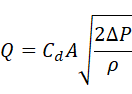 Q = C_d A √(2ΔP / ρ)